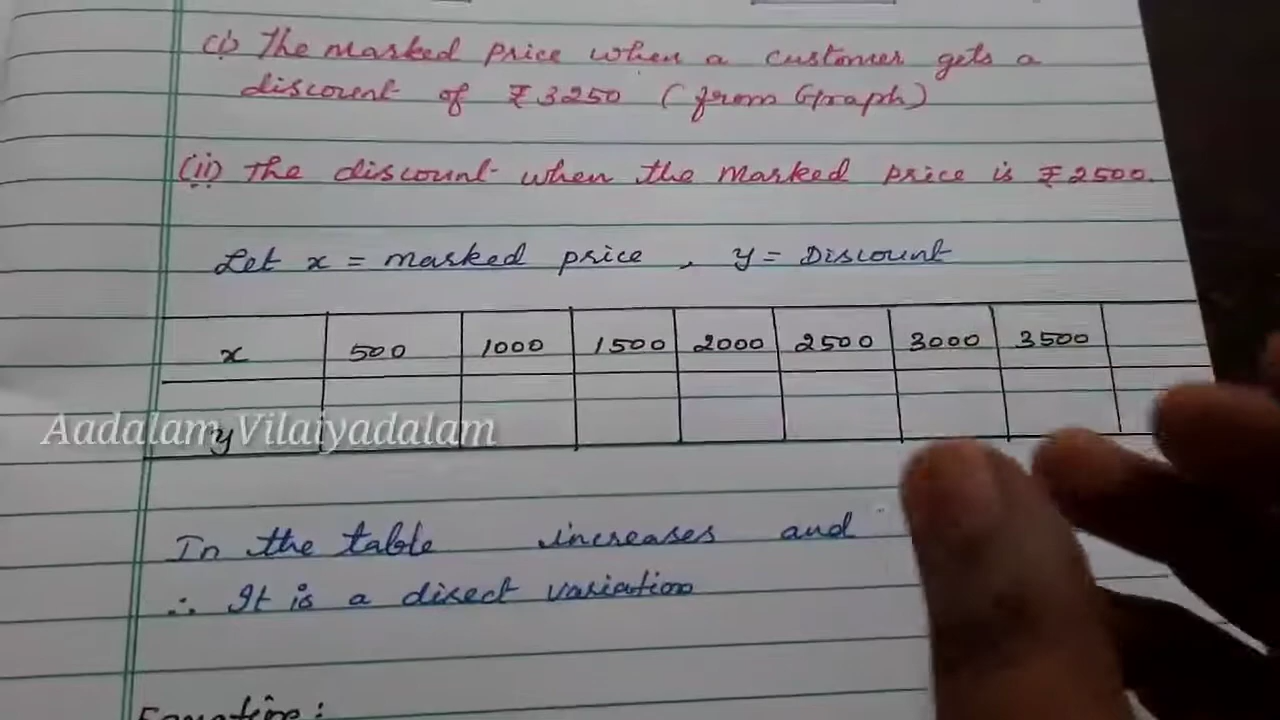 (i) The marked price when a customer gets a
discount of ₹3250 (from Graph)
(ii) The discount when the marked price is ₹2500.
Let x = marked price , y = Discount
x 500 1000 1500 2000 2500 3000 3500
y
Aadalam Vilaiyadalam
In the table increases and
∴ It is a direct variation
Equation: